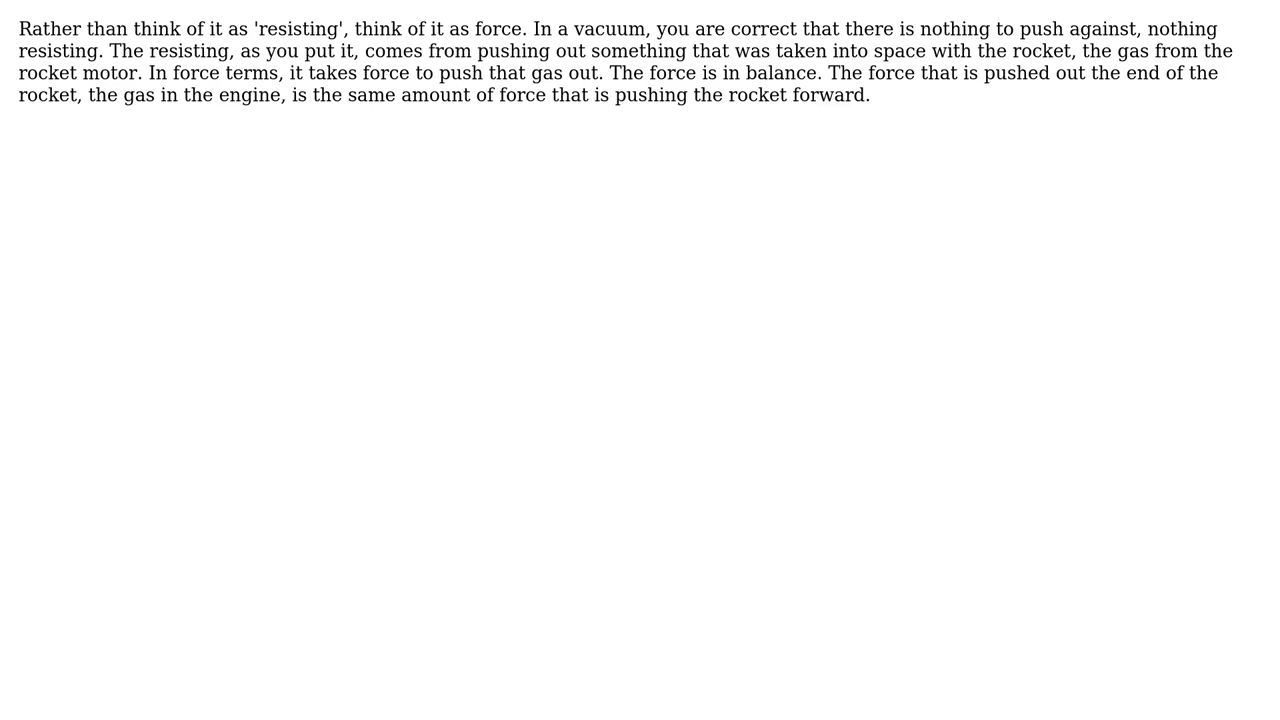 Rather than think of it as 'resisting', think of it as force. In a vacuum, you are correct that there is nothing to push against, nothing
resisting. The resisting, as you put it, comes from pushing out something that was taken into space with the rocket, the gas from the
rocket motor. In force terms, it takes force to push that gas out. The force is in balance. The force that is pushed out the end of the
rocket, the gas in the engine, is the same amount of force that is pushing the rocket forward.